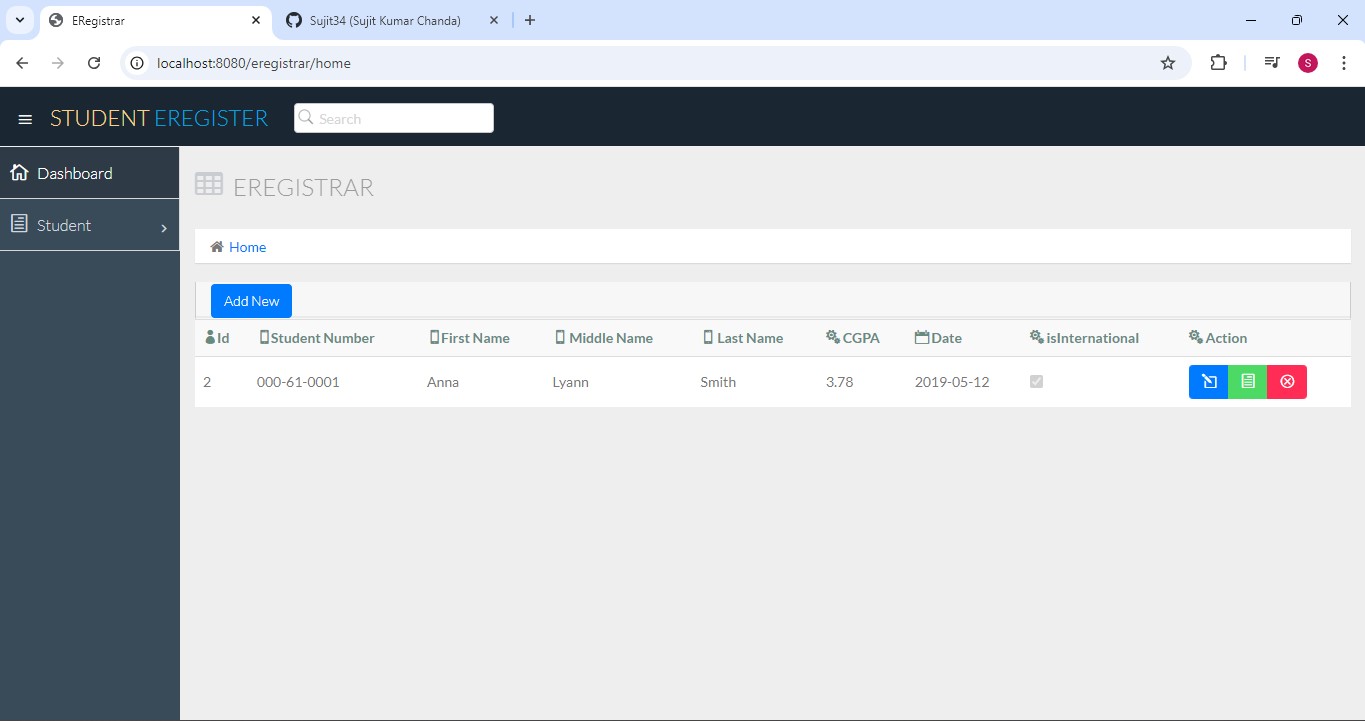 ERegistrar
Sujit34 (Sujit Kumar Chanda)
localhost:8080/eregistrar/home
S
STUDENT EREGISTER
Search
Dashboard
Student
EREGISTRAR
Home
Add New
Id Student Number First Name Middle Name Last Name CGPA Date isInternational Action
2 000-61-0001 Anna Lyann Smith 3.78 2019-05-12